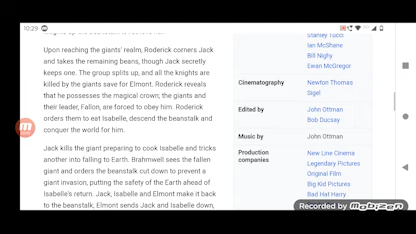 10:29
Upon reaching the giants' realm, Roderick corners Jack
and takes the remaining beans, though Jack secretly
keeps one. The group splits up, and all the knights are
killed by the giants save for Elmont. Roderick reveals
that he possesses the magical crown; the giants and
their leader, Fallon, are forced to obey him. Roderick
orders them to eat Isabelle, descend the beanstalk and
conquer the world for him.
Jack kills the giant preparing to cook Isabelle and tricks
another into falling to Earth. Brahmwell sees the fallen
giant and orders the beanstalk cut down to prevent a
giant invasion, putting the safety of the Earth ahead of
Isabelle's return. Jack, Isabelle and Elmont make it back to
the beanstalk; Elmont sends Jack and Isabelle down,
Stanley Tucci
Ian McShane
Bill Nighy
Ewan McGregor
Cinematography Newton Thomas
Sigel
Edited by John Ottman
Bob Ducsay
Music by John Ottman
Production New Line Cinema
companies Legendary Pictures
Original Film
Big Kid Pictures
Bad Hat Harry
Recorded by Mobizen